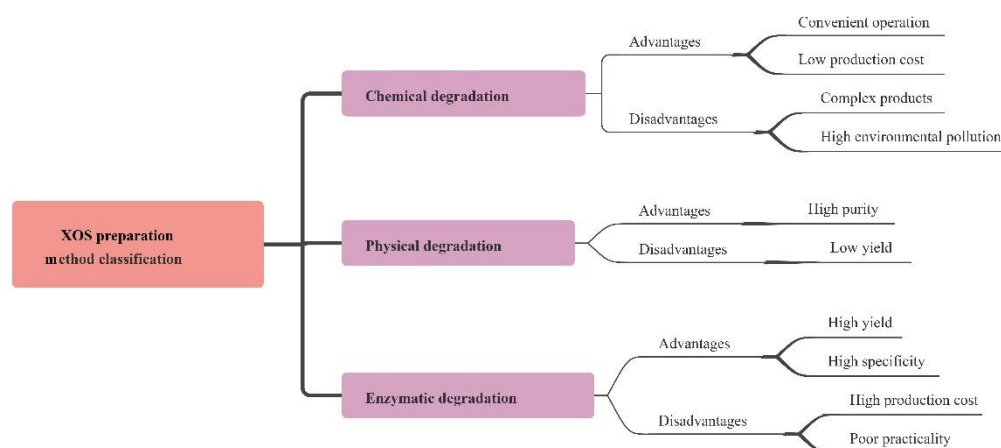 XOS preparation
method classification
Chemical degradation
Advantages
Convenient operation
Low production cost
Disadvantages
Complex products
High environmental pollution
Physical degradation
Advantages
High purity
Disadvantages
Low yield
Enzymatic degradation
Advantages
High yield
High specificity
Disadvantages
High production cost
Poor practicality